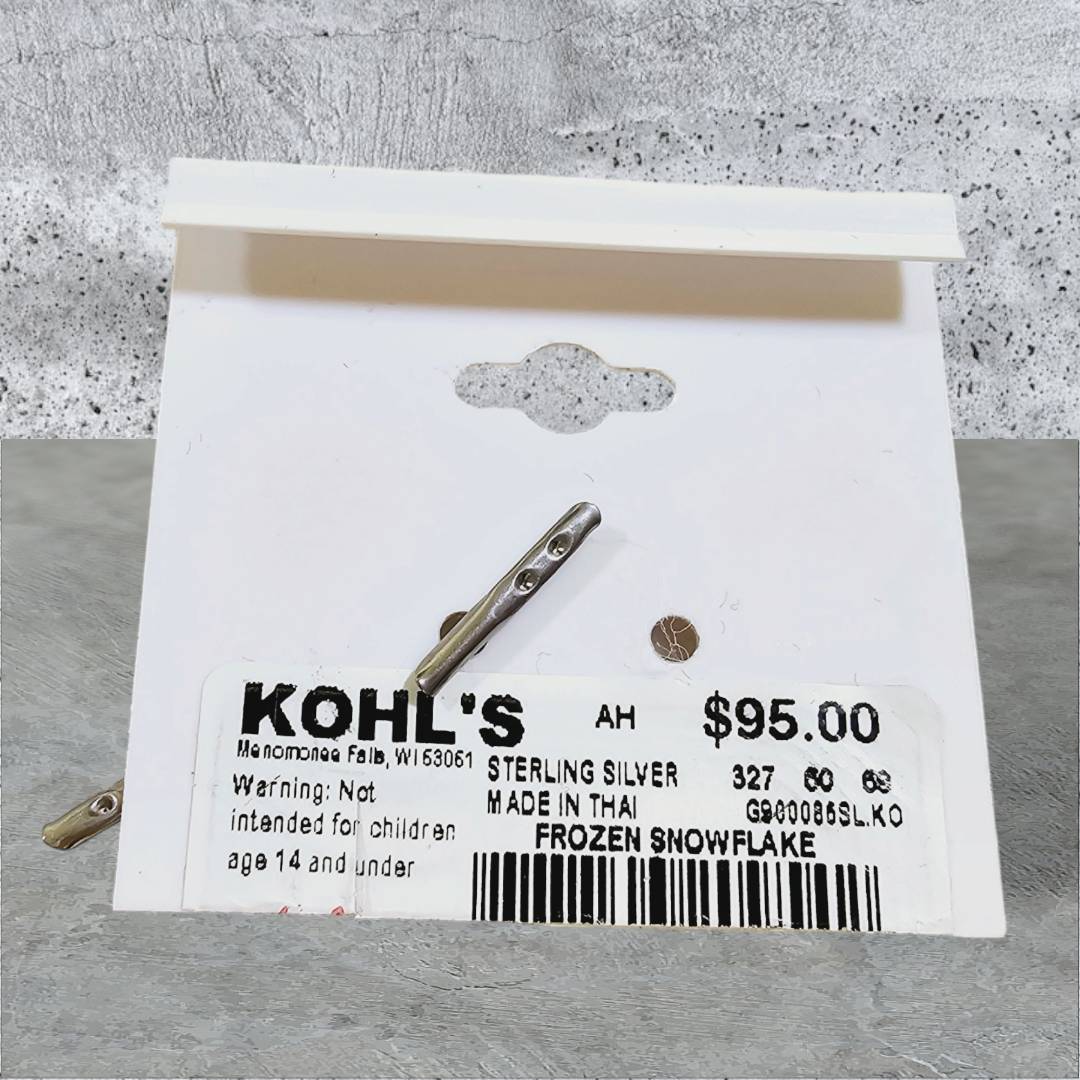 KOHL'S AH $95.00
Menomonee Falls, WI 53051
STERLING SILVER 327 60
Warning: Not
MADE IN THAI
intended for children
FROZEN SNOWFLAKE
age 14 and under